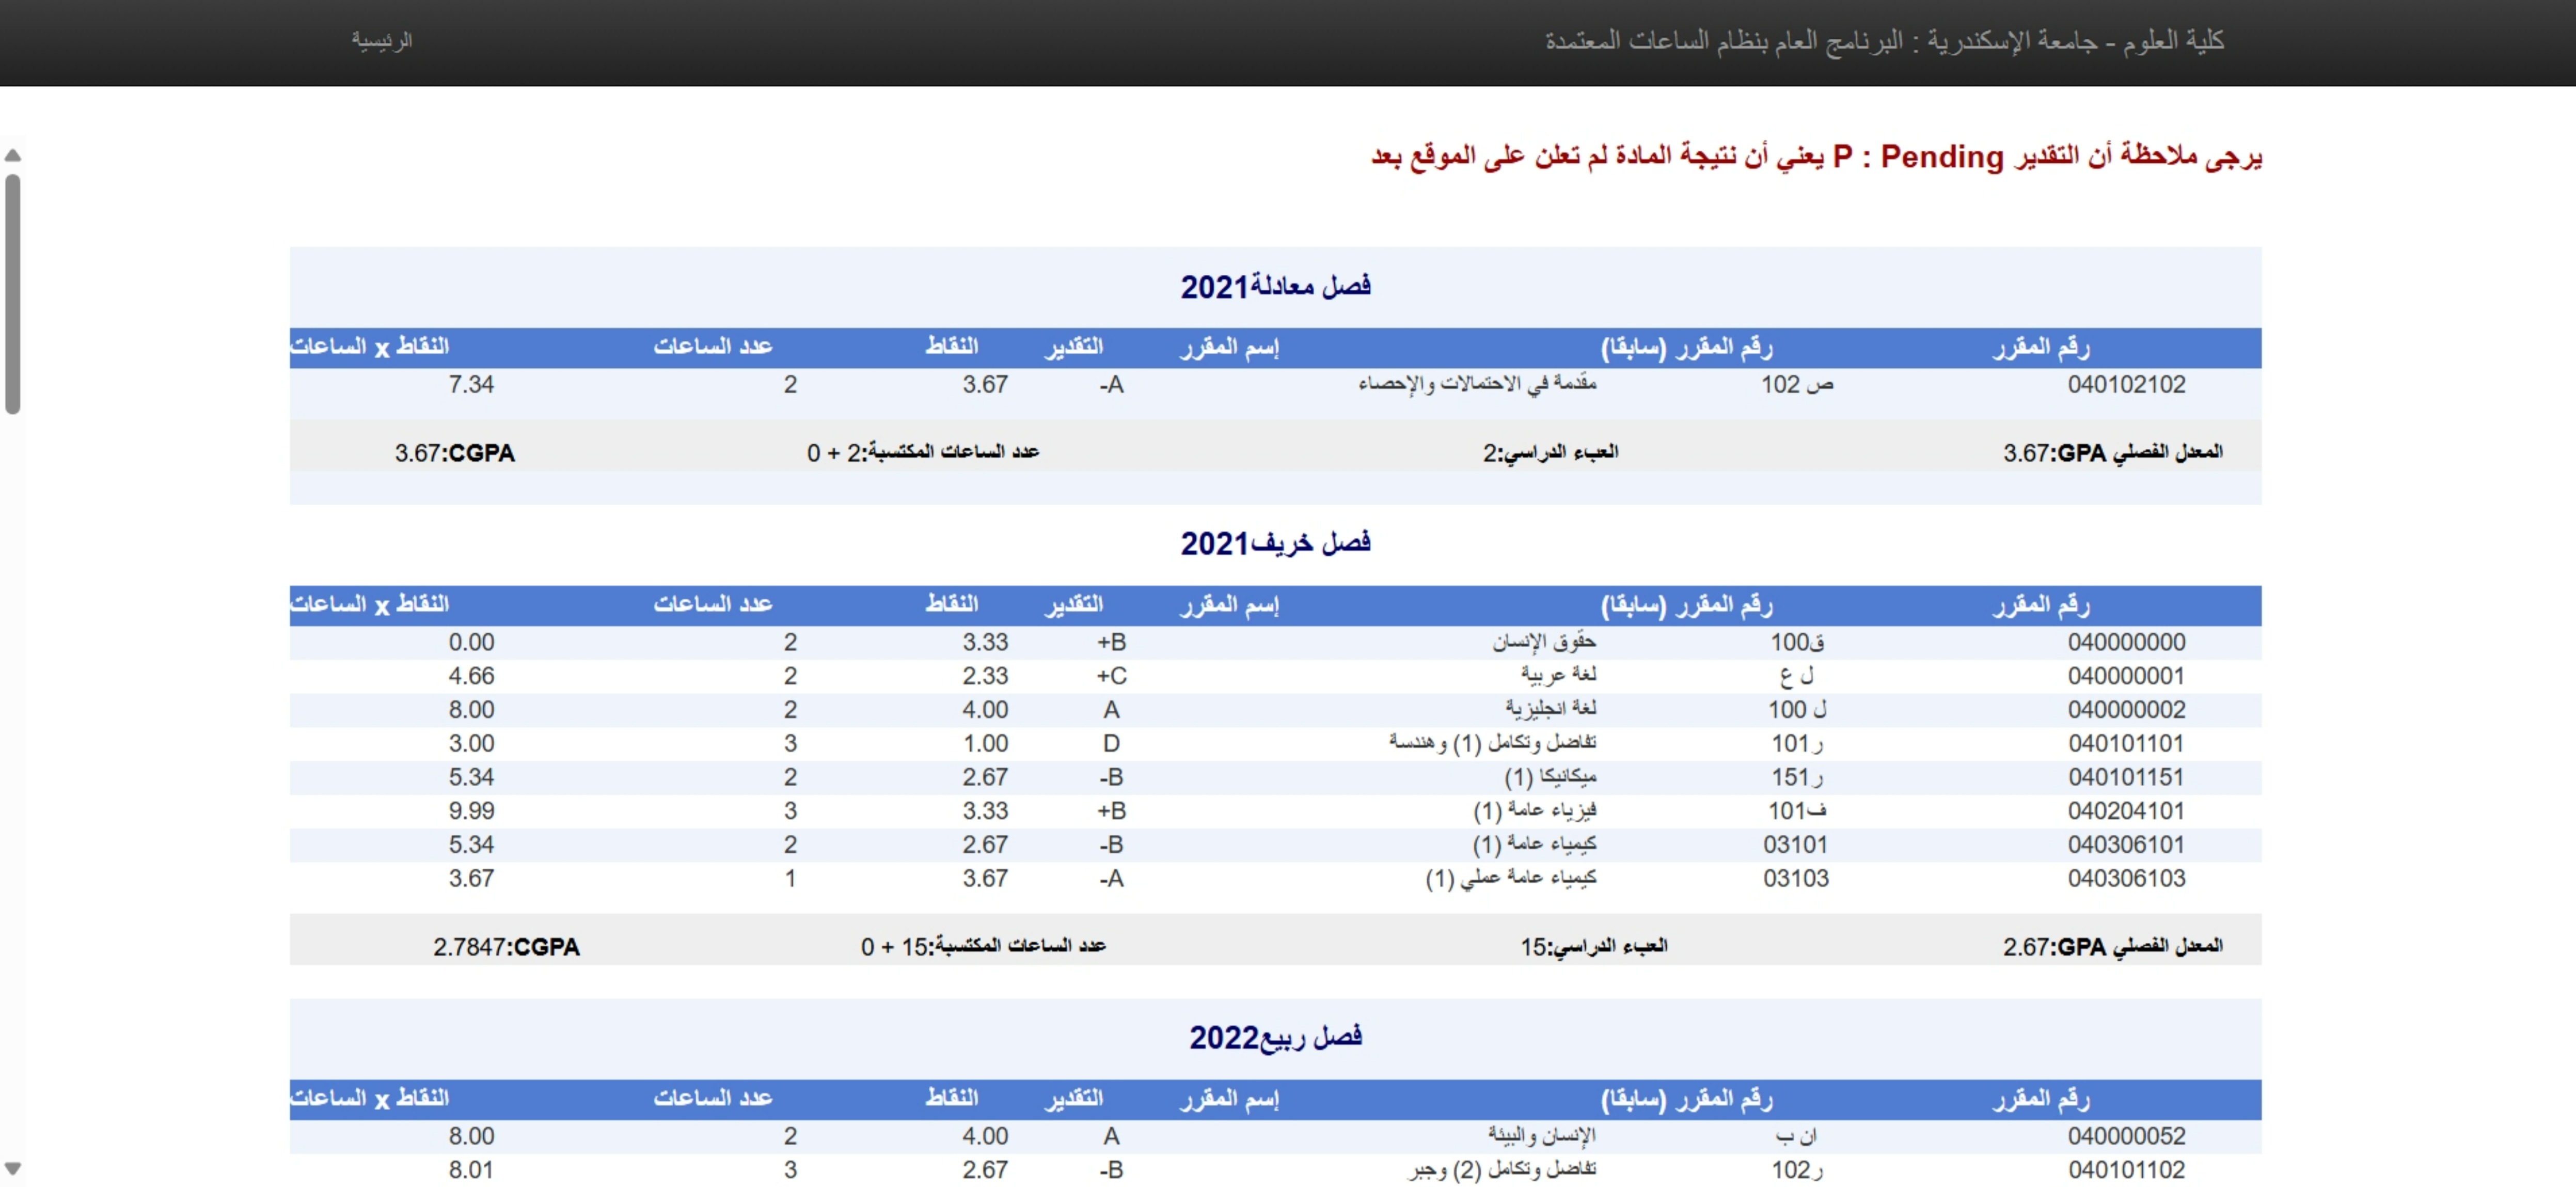 كلية العلوم - جامعة الإسكندرية : البرنامج العام بنظام الساعات المعتمدة الرئيسية
يرجى ملاحظة أن التقدير P : Pending يعني أن نتيجة المادة لم تعلن على الموقع بعد
فصل معادلة2021
رقم المقرر رقم المقرر (سابقا) إسم المقرر التقدير النقاط عدد الساعات النقاط x الساعات
040102102 ص 102 مقدمة في الاحتمالات والإحصاء A- 3.67 2 7.34
المعدل الفصلي GPA:3.67 العبء الدراسي:2 عدد الساعات المكتسبة:2 + 0 CGPA:3.67
فصل خريف2021
رقم المقرر رقم المقرر (سابقا) إسم المقرر التقدير النقاط عدد الساعات النقاط x الساعات
040000000 ق100 حقوق الإنسان B+ 3.33 2 0.00
040000001 ل ع لغة عربية C+ 2.33 2 4.66
040000002 ل 100 لغة انجليزية A 4.00 2 8.00
040101101 ر101 تفاضل وتكامل (1) وهندسة D 1.00 3 3.00
040101151 ر151 ميكانيكا (1) B- 2.67 2 5.34
040204101 ف101 فيزياء عامة (1) B+ 3.33 3 9.99
040306101 03101 كيمياء عامة (1) B- 2.67 2 5.34
040306103 03103 كيمياء عامة عملي (1) A- 3.67 1 3.67
المعدل الفصلي GPA:2.67 العبء الدراسي:15 عدد الساعات المكتسبة:15 + 0 CGPA:2.7847
فصل ربيع2022
رقم المقرر رقم المقرر (سابقا) إسم المقرر التقدير النقاط عدد الساعات النقاط x الساعات
040000052 ان ب الإنسان والبيئة A 4.00 2 8.00
040101102 ر102 تفاضل وتكامل (2) وجبر B- 2.67 3 8.01